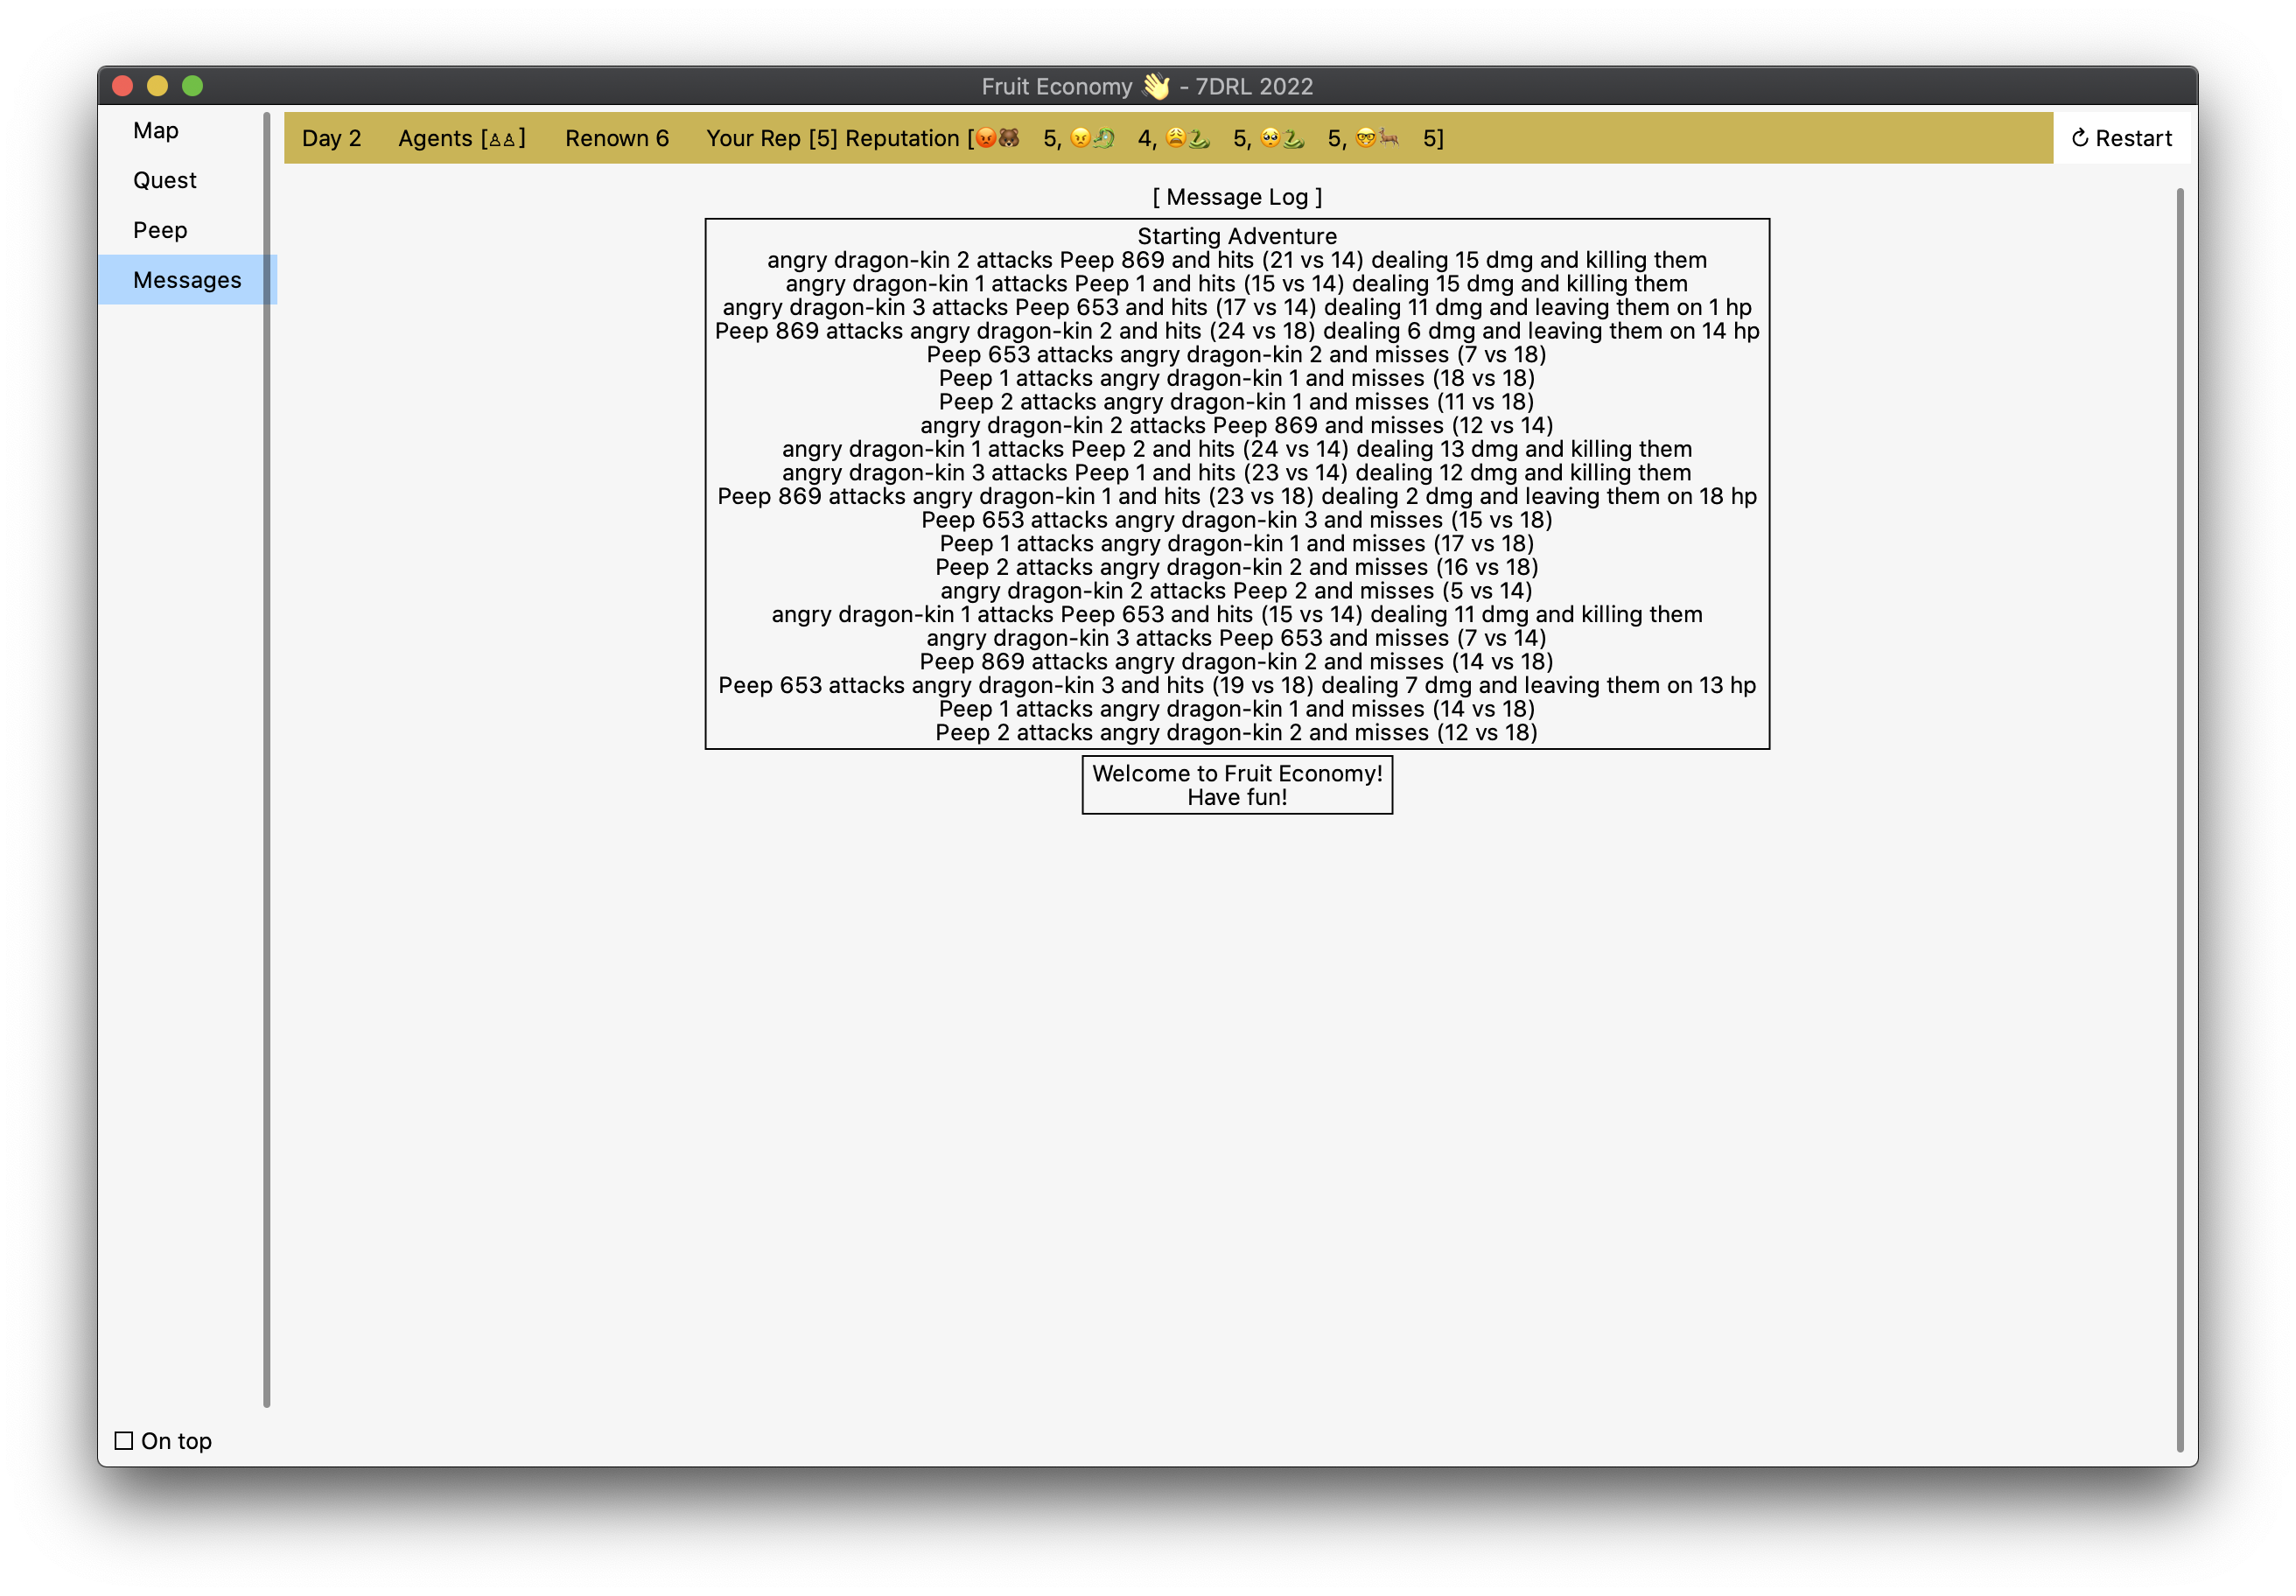 Fruit Economy 👋 - 7DRL 2022
Map
Quest
Peep
Messages
Day 2 Agents [♙♙] Renown 6 Your Rep [5] Reputation [😡🐻 5, 😠🐉 4, 😩🐍 5, 🥺🐍 5, 🤓🦌 5]
↻ Restart
[ Message Log ]
Starting Adventure
angry dragon-kin 2 attacks Peep 869 and hits (21 vs 14) dealing 15 dmg and killing them
angry dragon-kin 1 attacks Peep 1 and hits (15 vs 14) dealing 15 dmg and killing them
angry dragon-kin 3 attacks Peep 653 and hits (17 vs 14) dealing 11 dmg and leaving them on 1 hp
Peep 869 attacks angry dragon-kin 2 and hits (24 vs 18) dealing 6 dmg and leaving them on 14 hp
Peep 653 attacks angry dragon-kin 2 and misses (7 vs 18)
Peep 1 attacks angry dragon-kin 1 and misses (18 vs 18)
Peep 2 attacks angry dragon-kin 1 and misses (11 vs 18)
angry dragon-kin 2 attacks Peep 869 and misses (12 vs 14)
angry dragon-kin 1 attacks Peep 2 and hits (24 vs 14) dealing 13 dmg and killing them
angry dragon-kin 3 attacks Peep 1 and hits (23 vs 14) dealing 12 dmg and killing them
Peep 869 attacks angry dragon-kin 1 and hits (23 vs 18) dealing 2 dmg and leaving them on 18 hp
Peep 653 attacks angry dragon-kin 3 and misses (15 vs 18)
Peep 1 attacks angry dragon-kin 1 and misses (17 vs 18)
Peep 2 attacks angry dragon-kin 2 and misses (16 vs 18)
angry dragon-kin 2 attacks Peep 2 and misses (5 vs 14)
angry dragon-kin 1 attacks Peep 653 and hits (15 vs 14) dealing 11 dmg and killing them
angry dragon-kin 3 attacks Peep 653 and misses (7 vs 14)
Peep 869 attacks angry dragon-kin 2 and misses (14 vs 18)
Peep 653 attacks angry dragon-kin 3 and hits (19 vs 18) dealing 7 dmg and leaving them on 13 hp
Peep 1 attacks angry dragon-kin 1 and misses (14 vs 18)
Peep 2 attacks angry dragon-kin 2 and misses (12 vs 18)
Welcome to Fruit Economy!
Have fun!
On top